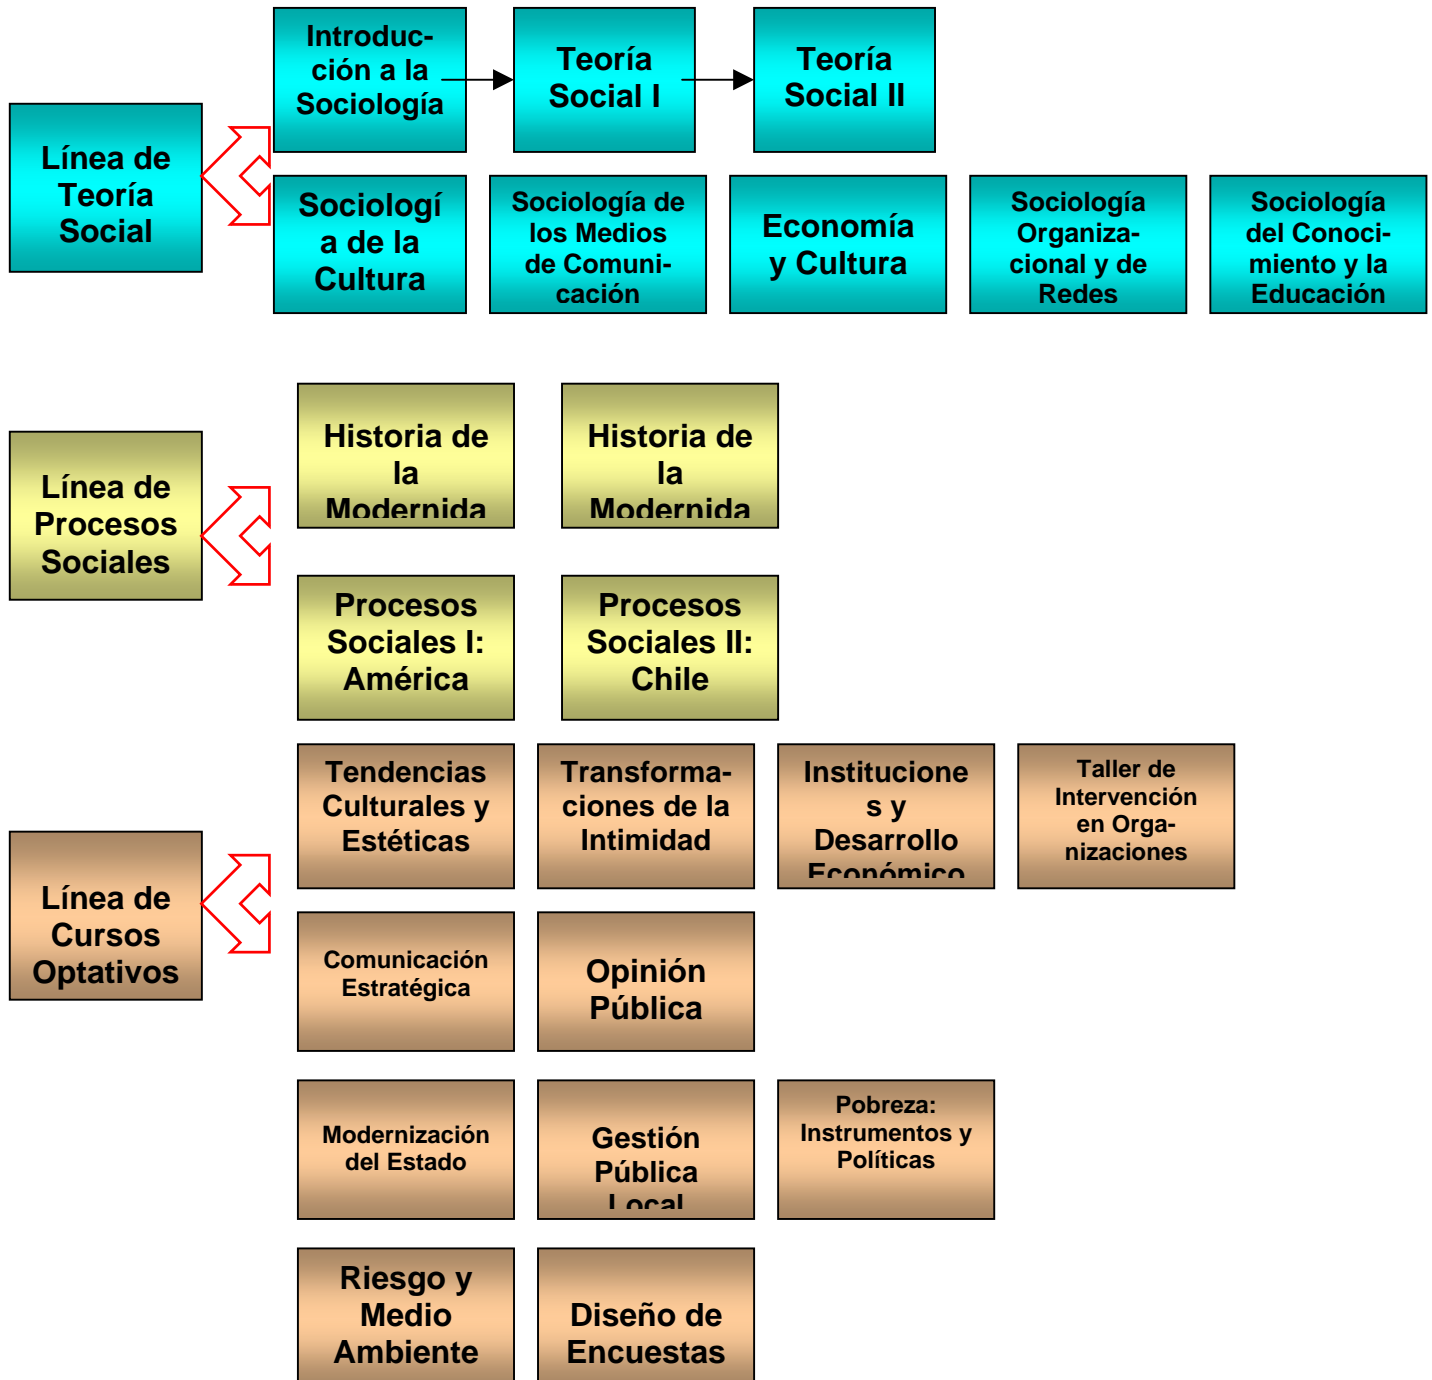 Introduc-
ción a la
Sociología
Teoría
Social I
Teoría
Social II
Línea de
Teoría
Social
Sociologí
a de la
Cultura
Sociología de
los Medios
de Comuni-
cación
Economía
y Cultura
Sociología
Organiza-
cional y de
Redes
Sociología
del Conoci-
miento y la
Educación
Línea de
Procesos
Sociales
Historia de
la
Modernida
Historia de
la
Modernida
Procesos
Sociales I:
América
Procesos
Sociales II:
Chile
Línea de
Cursos
Optativos
Tendencias
Culturales y
Estéticas
Transforma-
ciones de la
Intimidad
Institucione
s y
Desarrollo
Económico
Taller de
Intervención
en Orga-
nizaciones
Comunicación
Estratégica
Opinión
Pública
Modernización
del Estado
Gestión
Pública
Local
Pobreza:
Instrumentos y
Políticas
Riesgo y
Medio
Ambiente
Diseño de
Encuestas